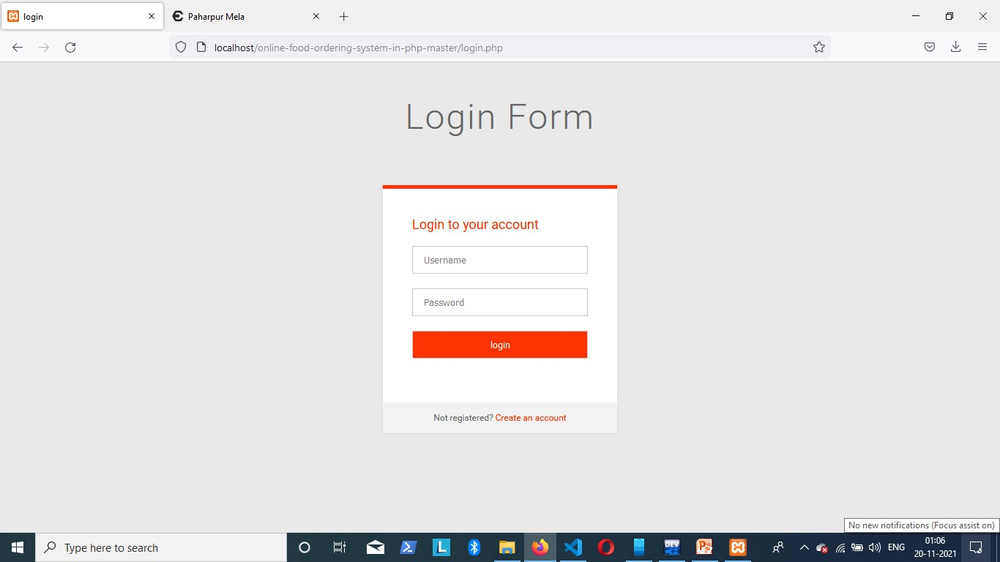 login
Paharpur Mela
localhost/online-food-ordering-system-in-php-master/login.php
Login Form
Login to your account
Username
Password
login
Not registered? Create an account
No new notifications (Focus assist on)
Type here to search
L
DEV
C++
P
ENG
01:06
20-11-2021